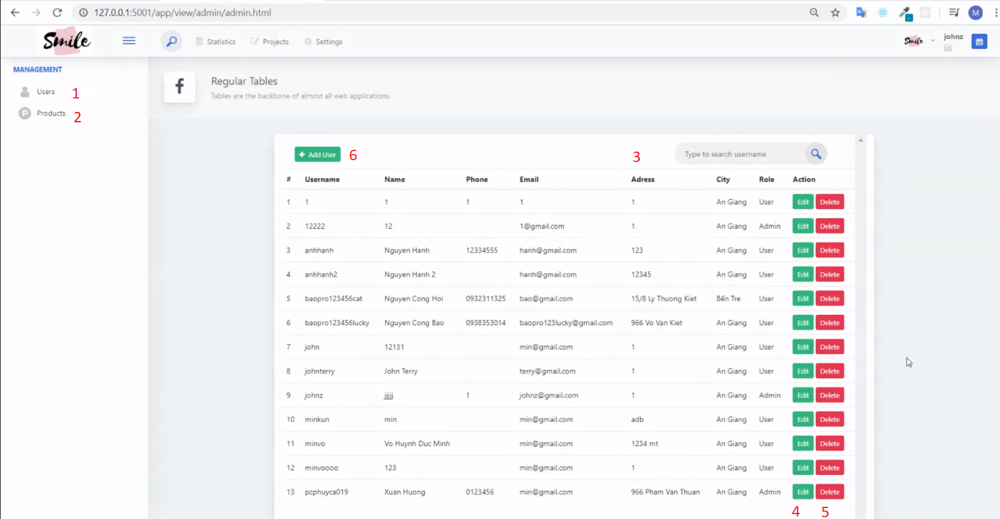 127.0.0.1:5001/app/view/admin/admin.html M
Smile Statistics Projects Settings Smile johnz
jjjjj
MANAGEMENT
Users 1
Products 2
Regular Tables
Tables are the backbone of almost all web applications.
+ Add User 6 3 Type to search username
# Username Name Phone Email Adress City Role Action
1 1 1 1 1 1 An Giang User Edit Delete
2 12222 12 1@gmail.com 1 An Giang Admin Edit Delete
3 anhhanh Nguyen Hanh 12334555 hanh@gmail.com 123 An Giang User Edit Delete
4 anhhanh2 Nguyen Hanh 2 hanh@gmail.com 12345 An Giang User Edit Delete
5 baopro123456cat Nguyen Cong Hoi 0932311325 bao@gmail.com 15/8 Ly Thuong Kiet Bến Tre User Edit Delete
6 baopro123456lucky Nguyen Cong Bao 0938353014 baopro123lucky@gmail.com 966 Vo Van Kiet An Giang User Edit Delete
7 john 12131 min@gmail.com 1 An Giang User Edit Delete
8 johnterry John Terry terry@gmail.com 1 An Giang User Edit Delete
9 johnz jjjjj 1 johnz@gmail.com 1 An Giang Admin Edit Delete
10 minkun min min@gmail.com adb An Giang User Edit Delete
11 minvo Vo Huynh Duc Minh min@gmail.com 1234 mt An Giang User Edit Delete
12 minvoooo 123 min@gmail.com 1 An Giang User Edit Delete
13 pcphuyca019 Xuan Huong 0123456 min@gmail.com 966 Pham Van Thuan An Giang Admin Edit Delete
4 5